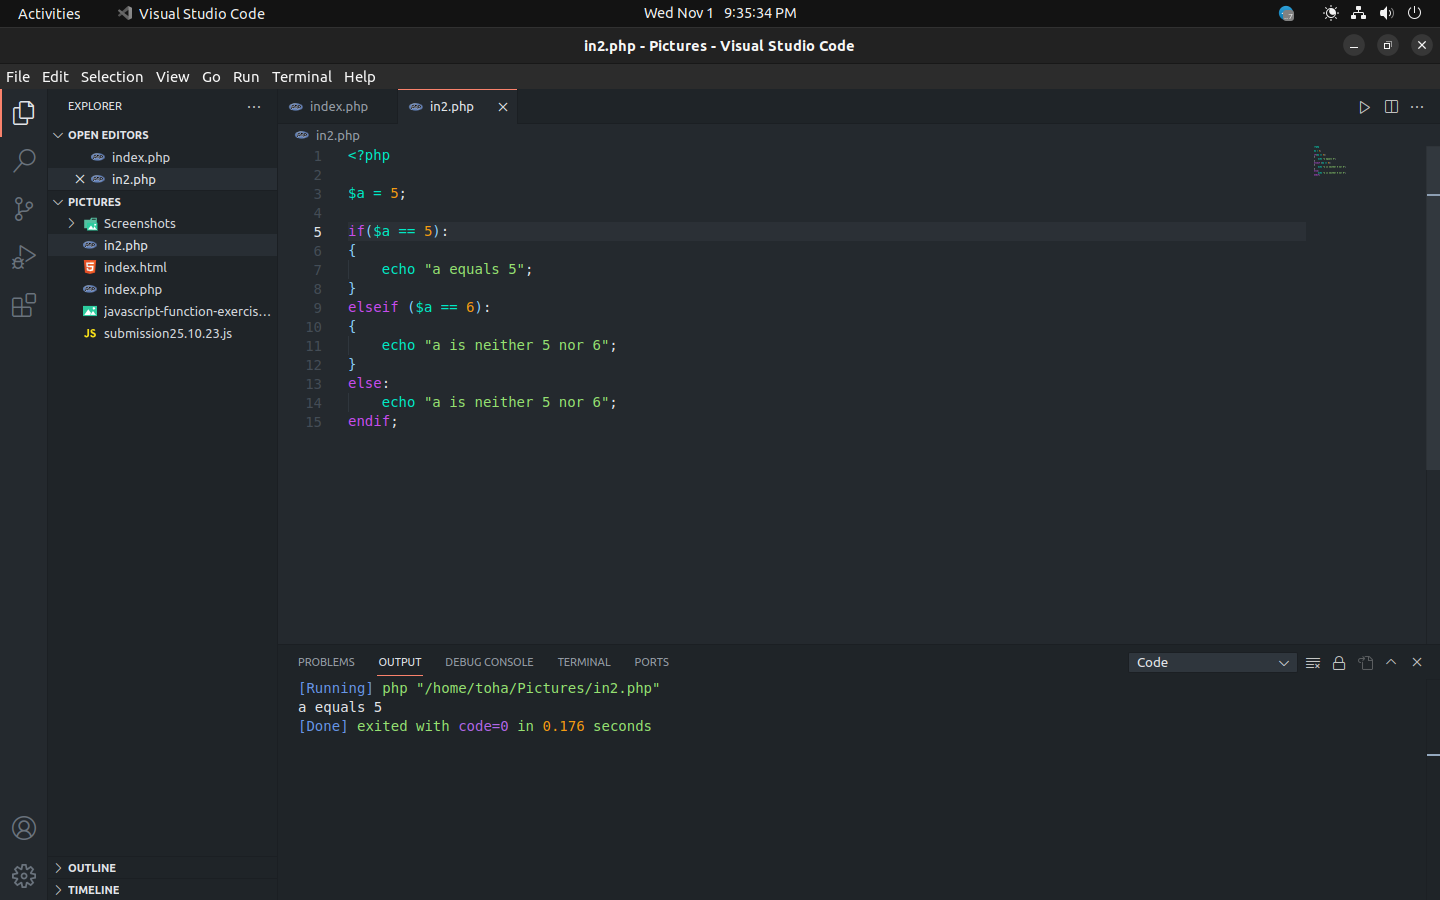 Activities Visual Studio Code Wed Nov 1 9:35:34 PM
in2.php - Pictures - Visual Studio Code
File Edit Selection View Go Run Terminal Help
EXPLORER
OPEN EDITORS
index.php
in2.php
PICTURES
Screenshots
in2.php
index.html
index.php
javascript-function-exercis...
JS submission25.10.23.js
OUTLINE
TIMELINE
index.php in2.php
in2.php
1 <?php
2
3 $a = 5;
4
5 if($a == 5):
6 {
7     echo "a equals 5";
8 }
9 elseif ($a == 6):
10 {
11     echo "a is neither 5 nor 6";
12 }
13 else:
14     echo "a is neither 5 nor 6";
15 endif;
PROBLEMS OUTPUT DEBUG CONSOLE TERMINAL PORTS Code
[Running] php "/home/toha/Pictures/in2.php"
a equals 5
[Done] exited with code=0 in 0.176 seconds